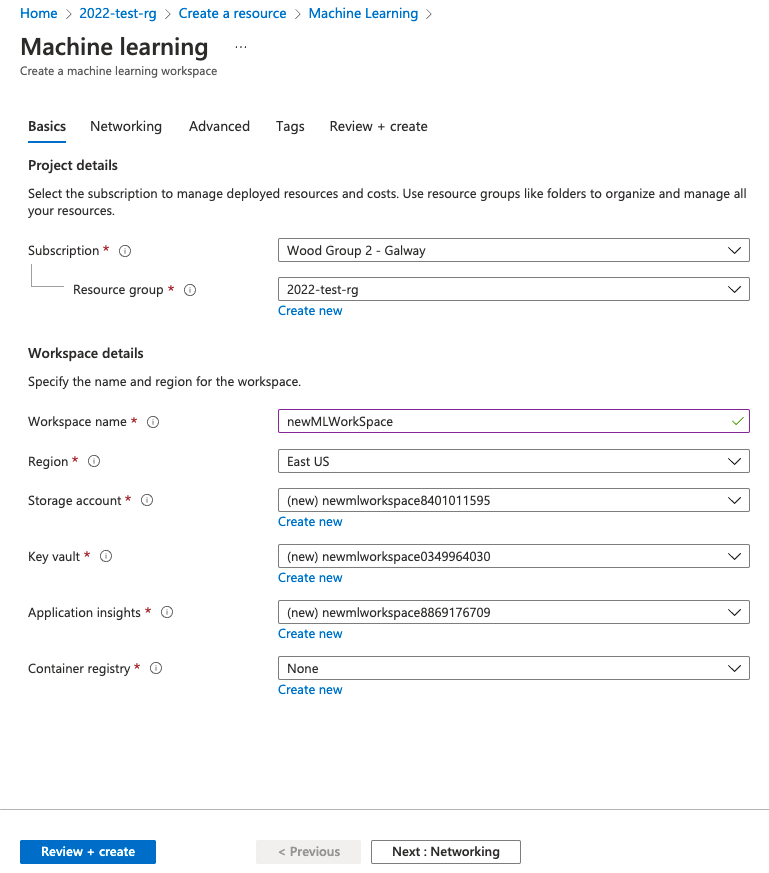 Home > 2022-test-rg > Create a resource > Machine Learning >
Machine learning ...
Create a machine learning workspace
Basics Networking Advanced Tags Review + create
Project details
Select the subscription to manage deployed resources and costs. Use resource groups like folders to organize and manage all
your resources.
Subscription * Wood Group 2 - Galway
Resource group * 2022-test-rg
Create new
Workspace details
Specify the name and region for the workspace.
Workspace name * newMLWorkSpace
Region * East US
Storage account * (new) newmlworkspace8401011595
Create new
Key vault * (new) newmlworkspace0349964030
Create new
Application insights * (new) newmlworkspace8869176709
Create new
Container registry * None
Create new
Review + create < Previous Next : Networking